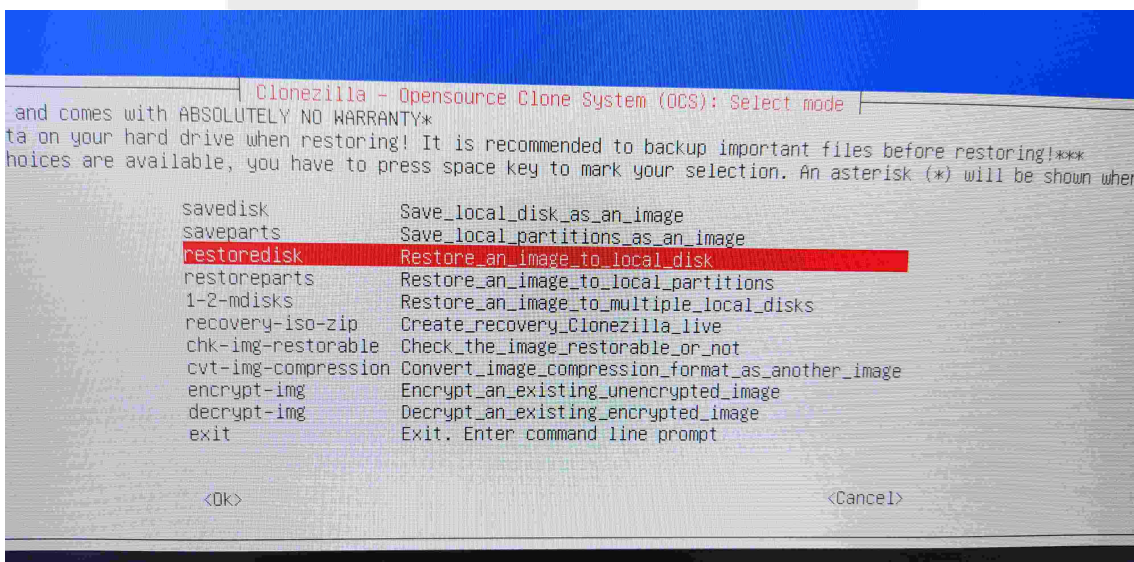 Clonezilla - Opensource Clone System (OCS): Select mode
and comes with ABSOLUTELY NO WARRANTY*
ta on your hard drive when restoring! It is recommended to backup important files before restoring!***
hoices are available, you have to press space key to mark your selection. An asterisk (*) will be shown when
savedisk Save_local_disk_as_an_image
saveparts Save_local_partitions_as_an_image
restoredisk Restore_an_image_to_local_disk
restoreparts Restore_an_image_to_local_partitions
1-2-mdisks Restore_an_image_to_multiple_local_disks
recovery-iso-zip Create_recovery_Clonezilla_live
chk-img-restorable Check_the_image_restorable_or_not
cvt-img-compression Convert_image_compression_format_as_another_image
encrypt-img Encrypt_an_existing_unencrypted_image
decrypt-img Decrypt_an_existing_encrypted_image
exit Exit. Enter command line prompt
<Ok> <Cancel>